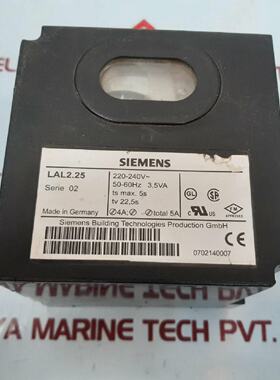 SIEMENS
LAL2.25
Serie 02
220-240V~
50-60Hz 3.5VA
ts max. 5s
tv 22,5s
Made in Germany
4A; total 5A
Siemens Building Technologies Production GmbH
0702140007
CE
YA MARINE TECH PVT.